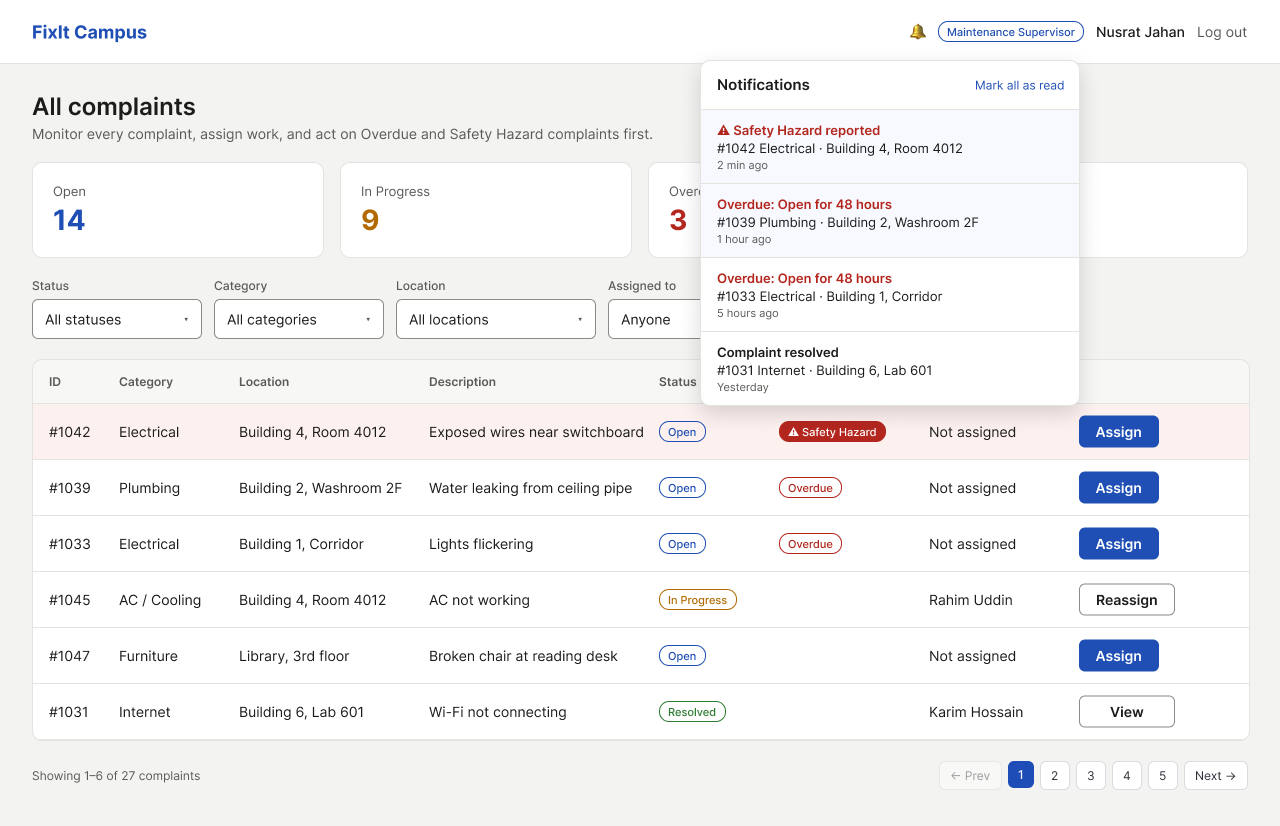 FixIt Campus
🔔 Maintenance Supervisor Nusrat Jahan Log out
Notifications Mark all as read
⚠ Safety Hazard reported
#1042 Electrical · Building 4, Room 4012
2 min ago
Overdue: Open for 48 hours
#1039 Plumbing · Building 2, Washroom 2F
1 hour ago
Overdue: Open for 48 hours
#1033 Electrical · Building 1, Corridor
5 hours ago
Complaint resolved
#1031 Internet · Building 6, Lab 601
Yesterday
All complaints
Monitor every complaint, assign work, and act on Overdue and Safety Hazard complaints first.
Open
14
In Progress
9
3
Status Category Location Assigned to
All statuses All categories All locations Anyone
ID Category Location Description Status
#1042 Electrical Building 4, Room 4012 Exposed wires near switchboard Open ⚠ Safety Hazard Not assigned Assign
#1039 Plumbing Building 2, Washroom 2F Water leaking from ceiling pipe Open Overdue Not assigned Assign
#1033 Electrical Building 1, Corridor Lights flickering Open Overdue Not assigned Assign
#1045 AC / Cooling Building 4, Room 4012 AC not working In Progress Rahim Uddin Reassign
#1047 Furniture Library, 3rd floor Broken chair at reading desk Open Not assigned Assign
#1031 Internet Building 6, Lab 601 Wi-Fi not connecting Resolved Karim Hossain View
Showing 1–6 of 27 complaints ← Prev 1 2 3 4 5 Next →